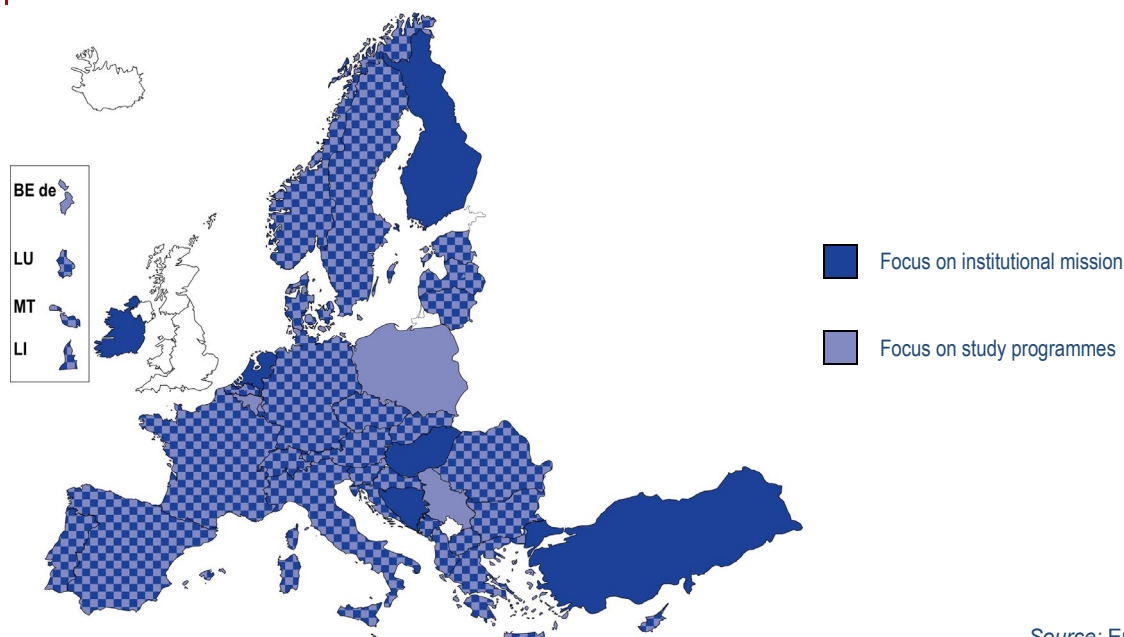 BE de
LU
MT
LI
Focus on institutional mission
Focus on study programmes
Source: